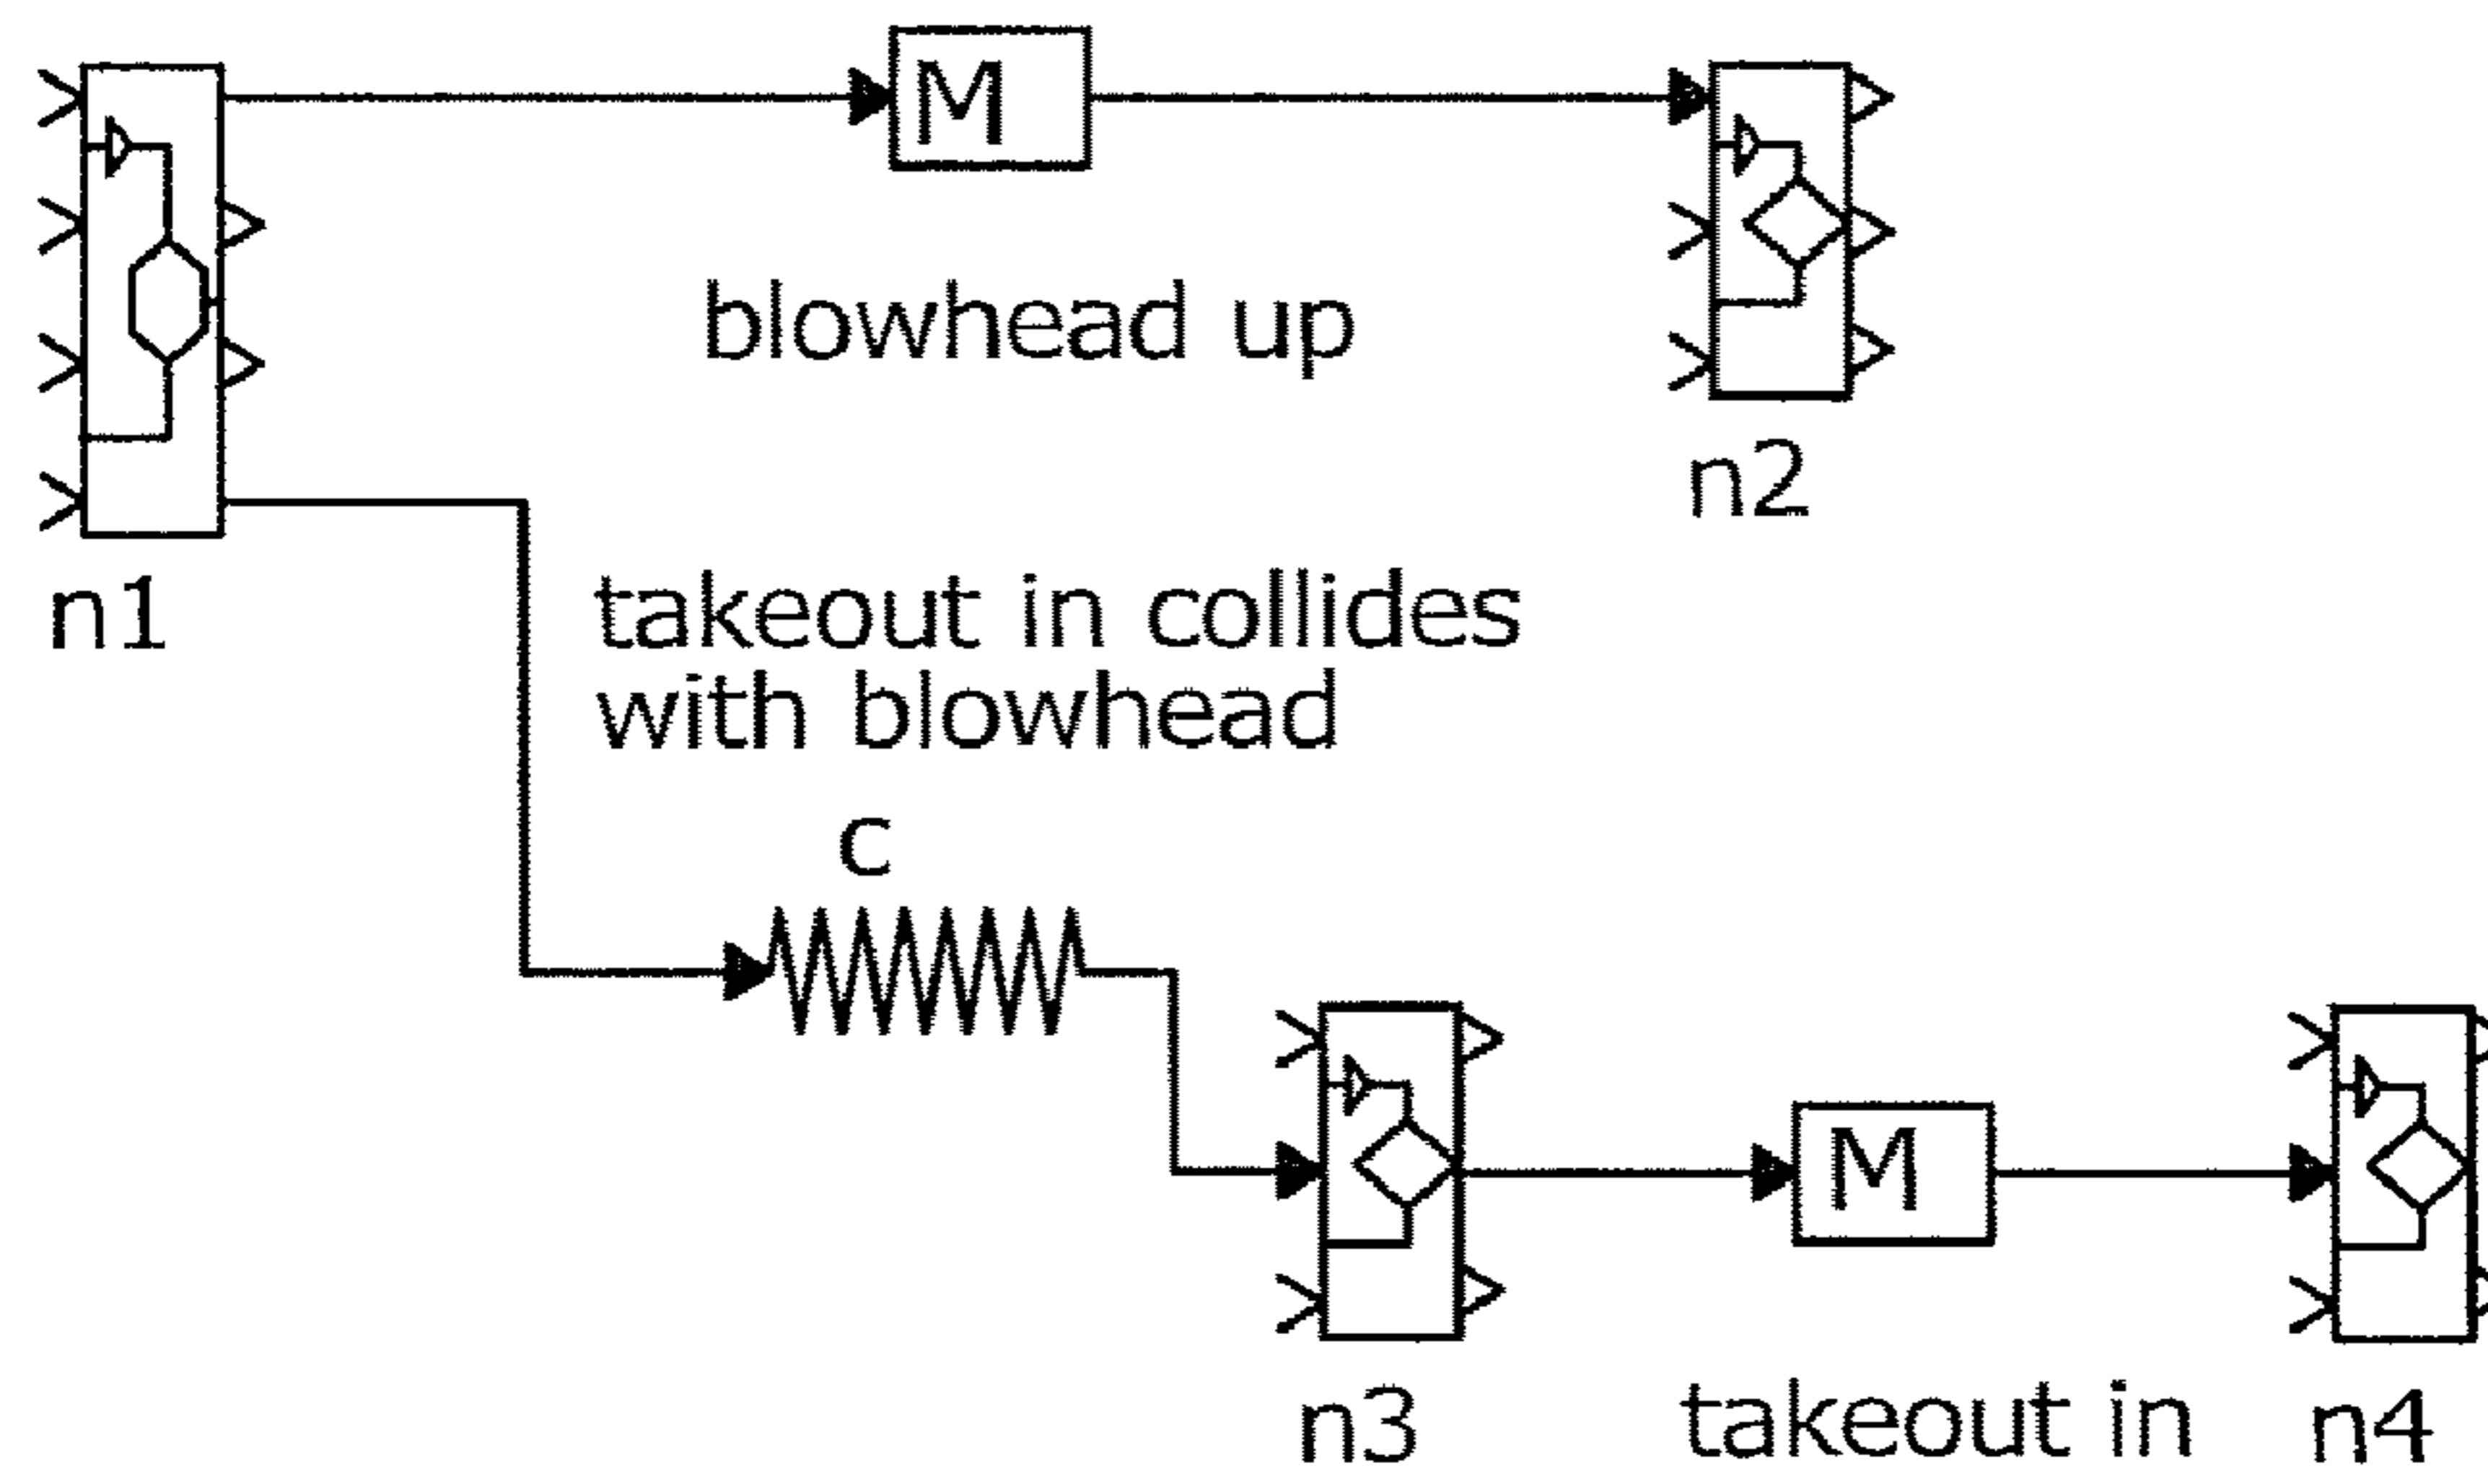 M
blowhead up
n2
n1
takeout in collides
with blowhead
c
M
n3
takeout in
n4